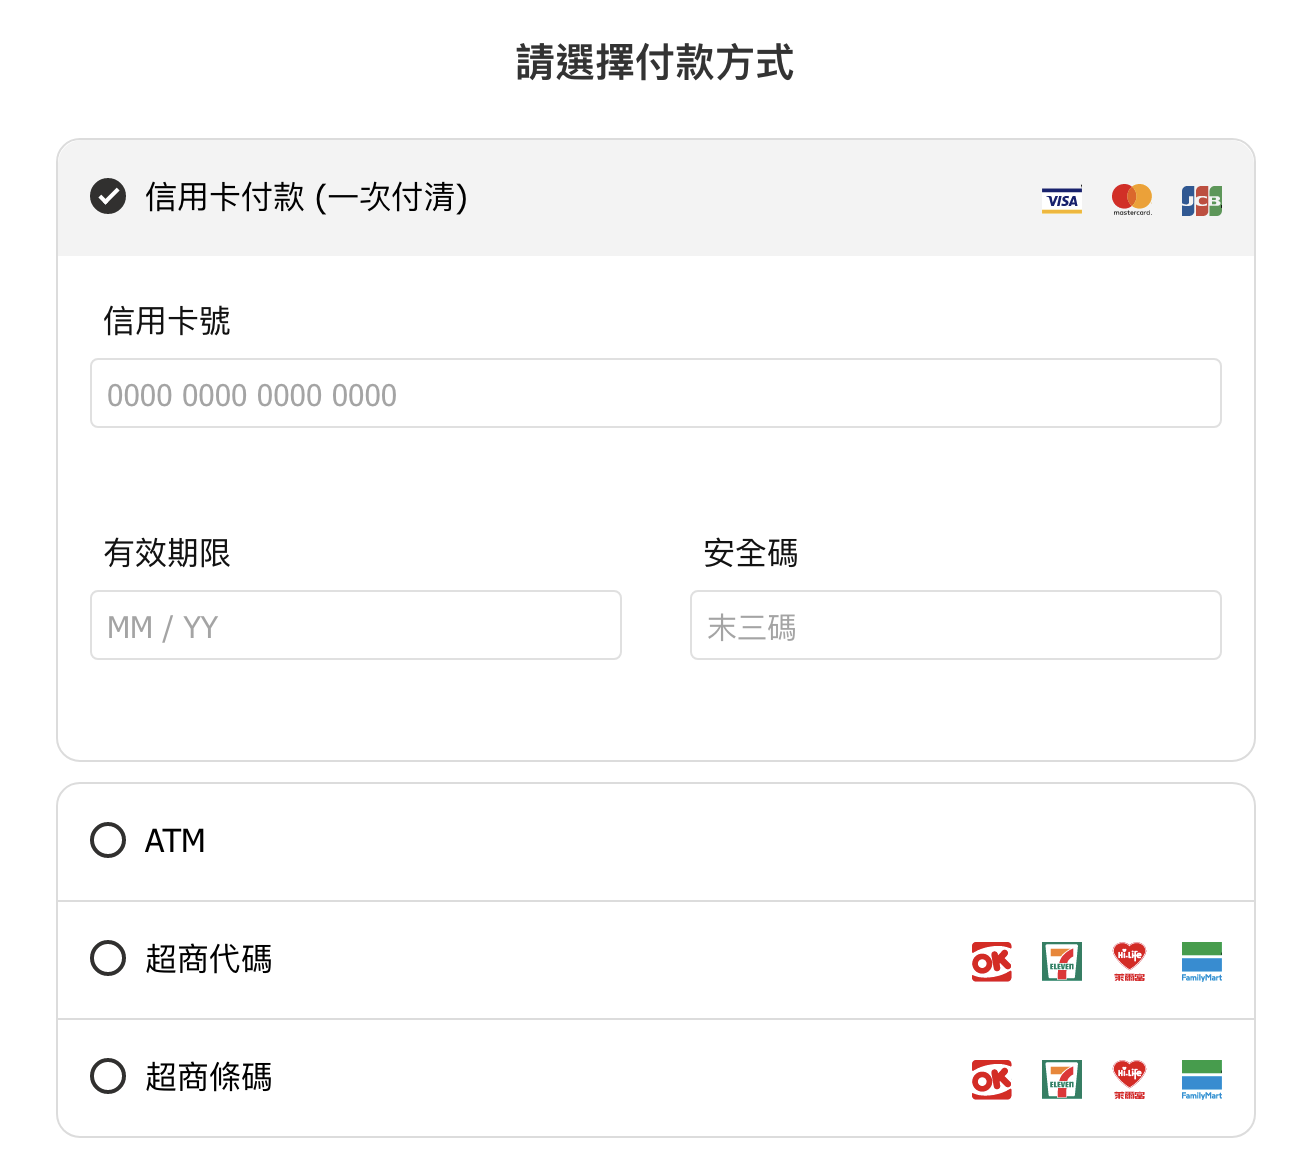 請選擇付款方式
信用卡付款 (一次付清)
VISA
mastercard.
JCB
信用卡號
0000 0000 0000 0000
有效期限
安全碼
MM / YY
末三碼
ATM
超商代碼
OK
7
ELEVEN
Hi-Life
萊爾富
FamilyMart
超商條碼
OK
7
ELEVEN
Hi-Life
萊爾富
FamilyMart